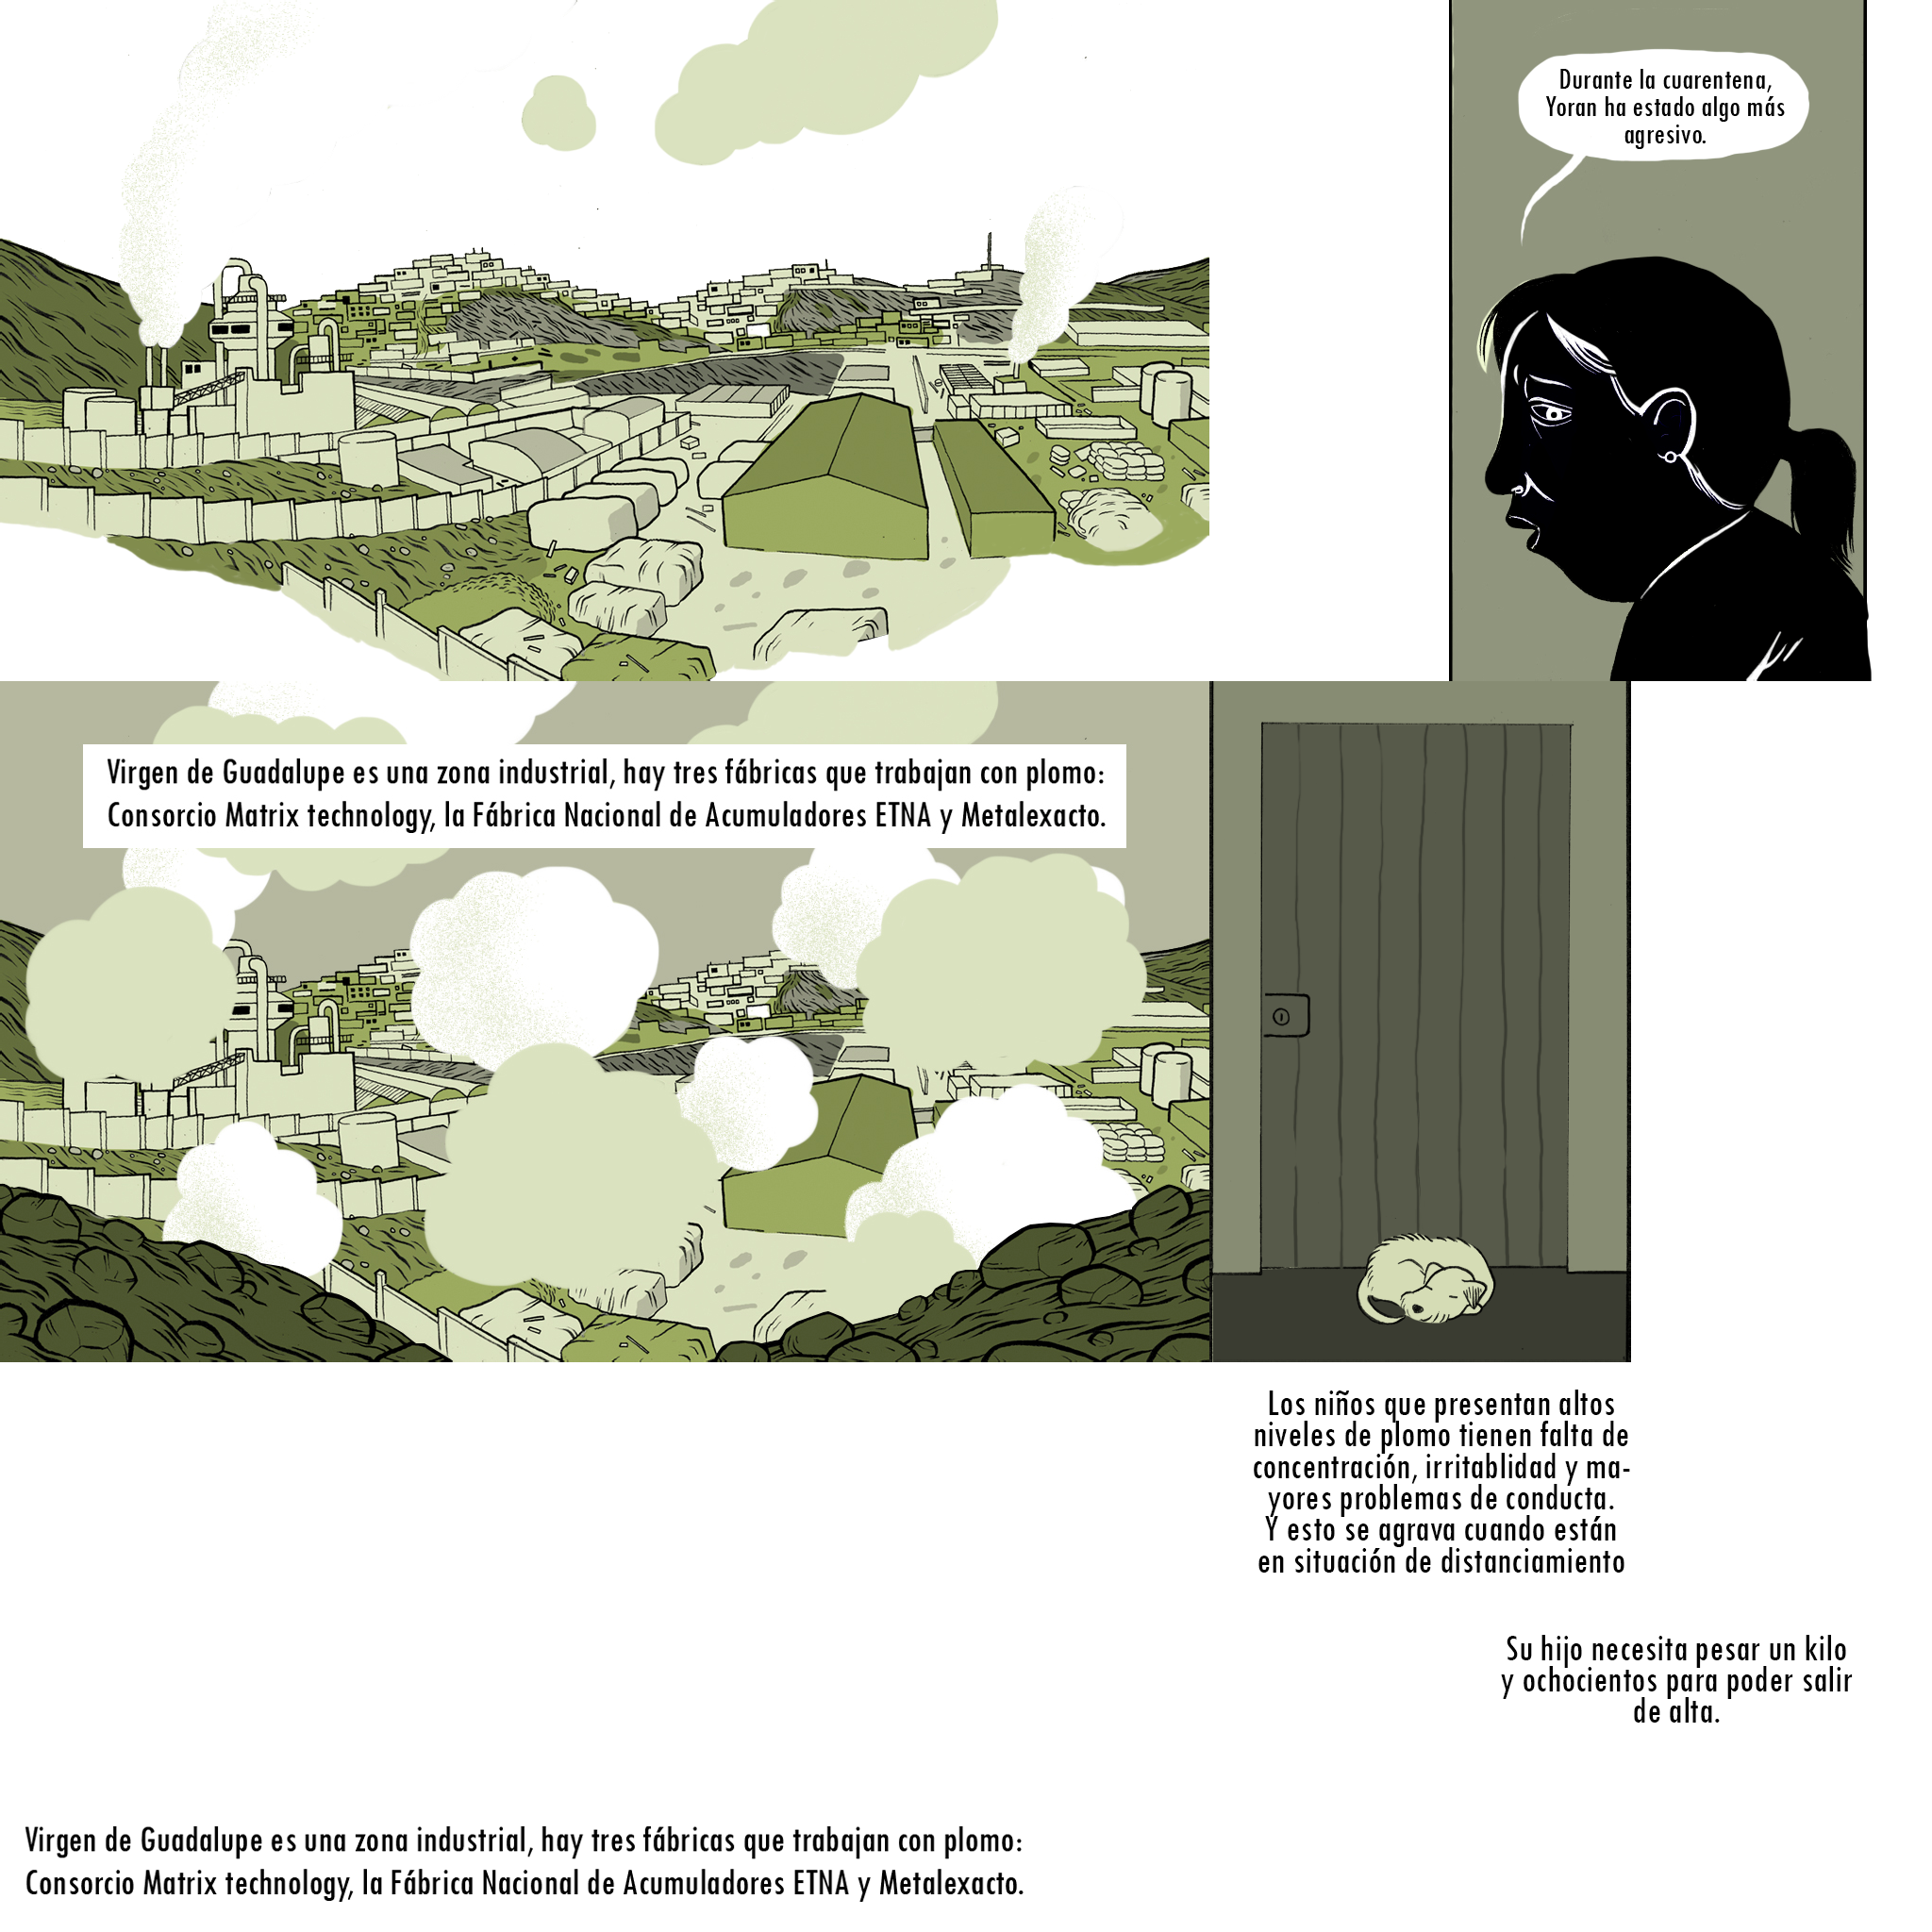 Durante la cuarentena,
Yoran ha estado algo más
agresivo.
Virgen de Guadalupe es una zona industrial, hay tres fábricas que trabajan con plomo:
Consorcio Matrix technology, la Fábrica Nacional de Acumuladores ETNA y Metalexacto.
Los niños que presentan altos
niveles de plomo tienen falta de
concentración, irritablidad y ma-
yores problemas de conducta.
Y esto se agrava cuando están
en situación de distanciamiento
Su hijo necesita pesar un kilo
y ochocientos para poder salir
de alta.
Virgen de Guadalupe es una zona industrial, hay tres fábricas que trabajan con plomo:
Consorcio Matrix technology, la Fábrica Nacional de Acumuladores ETNA y Metalexacto.